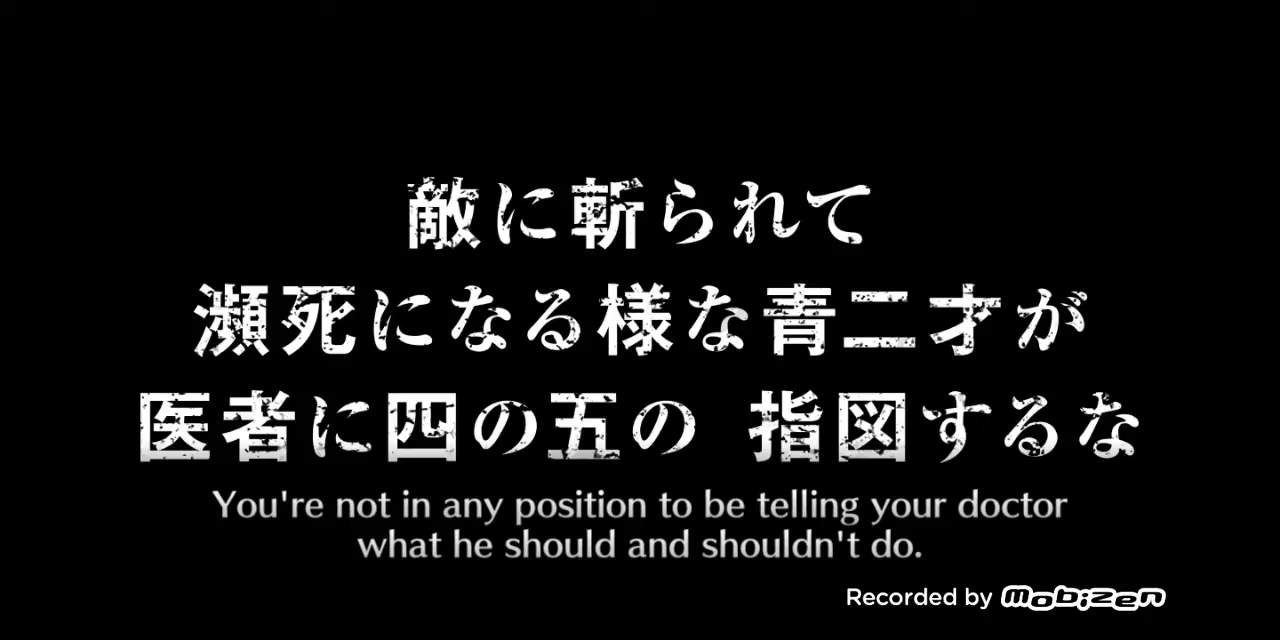 敵に斬られて
瀕死になる様な青二才が
医者に四の五の 指図するな
You're not in any position to be telling your doctor
what he should and shouldn't do.
Recorded by mobizen